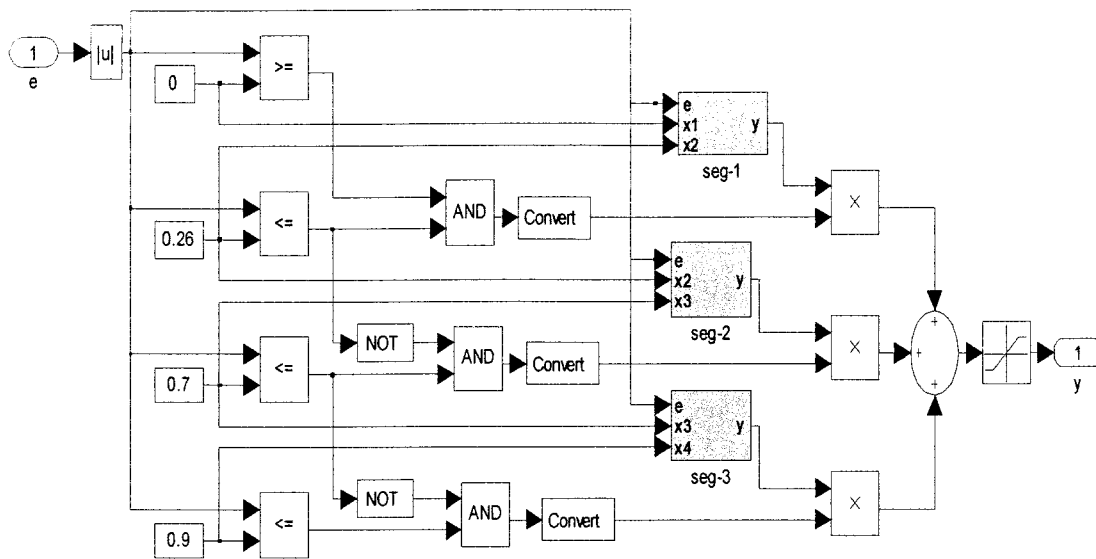 1
e
|u|
0
>=
e
x1
x2
y
seg-1
0.26
<=
AND
Convert
×
e
x2
x3
y
seg-2
0.7
<=
NOT
AND
Convert
×
+
+
+
1
y
e
x3
x4
y
seg-3
0.9
<=
NOT
AND
Convert
×